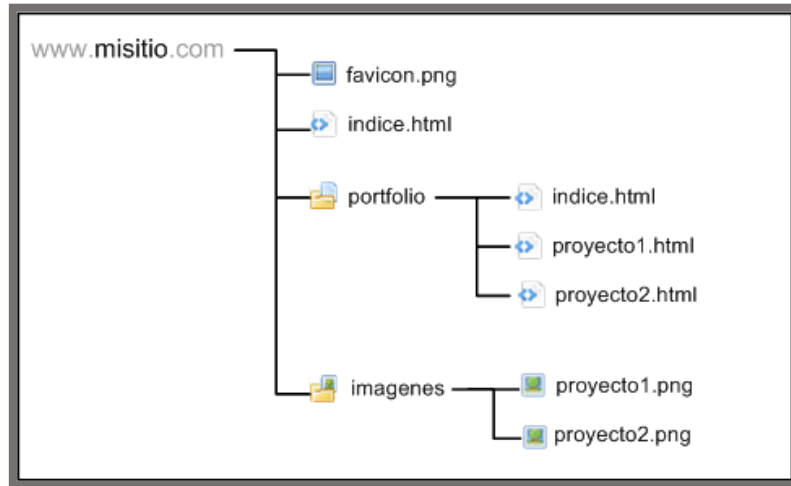 www.misitio.com
favicon.png
indice.html
portfolio
indice.html
proyecto1.html
proyecto2.html
imagenes
proyecto1.png
proyecto2.png